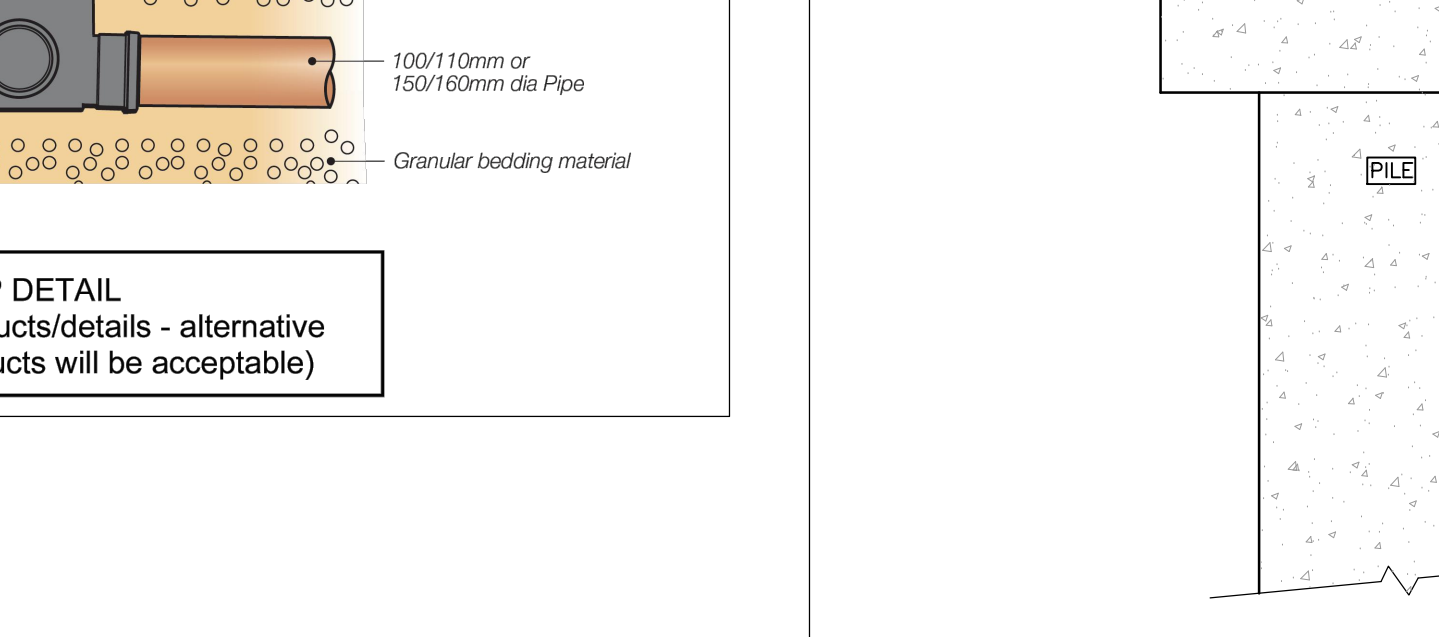 100/110mm or
150/160mm dia Pipe
Granular bedding material
DETAIL
ucts/details - alternative
ucts will be acceptable)
PILE